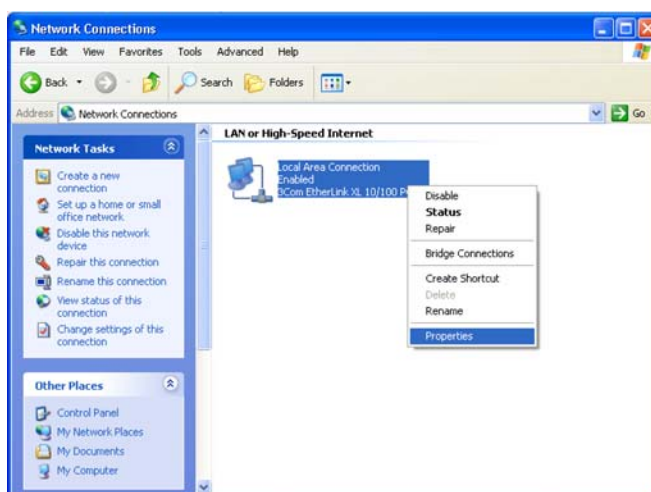 Network Connections
File Edit View Favorites Tools Advanced Help
Back Search Folders
Address Network Connections Go
Network Tasks
Create a new
connection
Set up a home or small
office network
Disable this network
device
Repair this connection
Rename this connection
View status of this
connection
Change settings of this
connection
Other Places
Control Panel
My Network Places
My Documents
My Computer
LAN or High-Speed Internet
Local Area Connection
Enabled
3Com EtherLink XL 10/100
Disable
Status
Repair
Bridge Connections
Create Shortcut
Delete
Rename
Properties